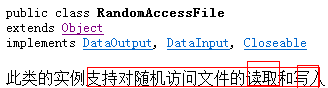 public class RandomAccessFile
extends Object
implements DataOutput, DataInput, Closeable
此类的实例支持对随机访问文件的读取和写入